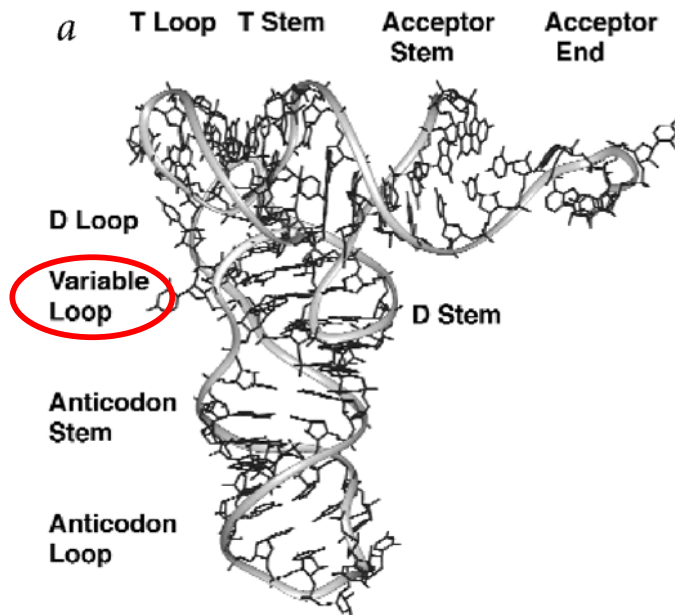 a
T Loop T Stem Acceptor Stem Acceptor End
D Loop
Variable
Loop
D Stem
Anticodon
Stem
Anticodon
Loop